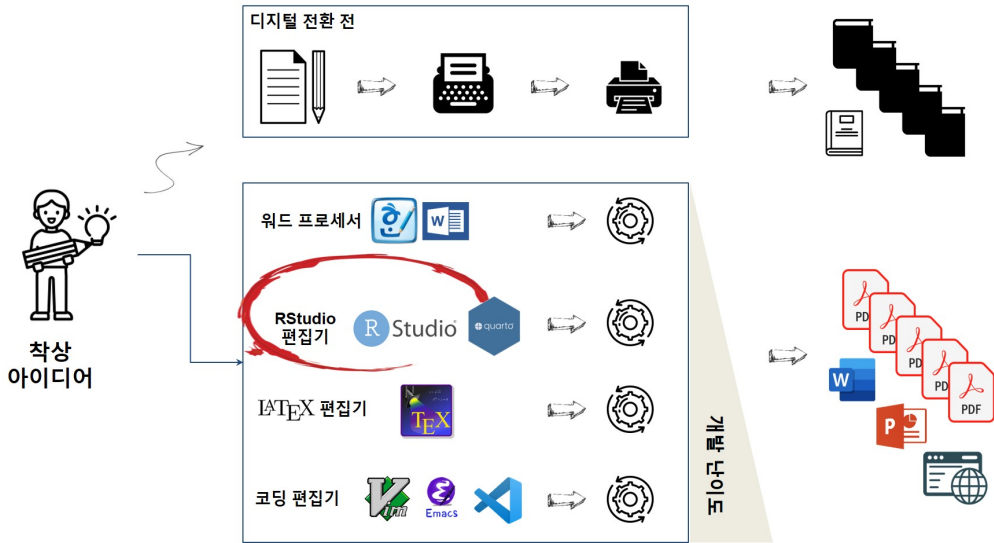 디지털 전환 전
착상
아이디어
워드 프로세서
한
W
RStudio
편집기
R Studio
quarto
LATEX 편집기
TEX
코딩 편집기
Vim
Emacs
개발 난이도
PDF
PDF
PDF
PDF
PDF
W
P